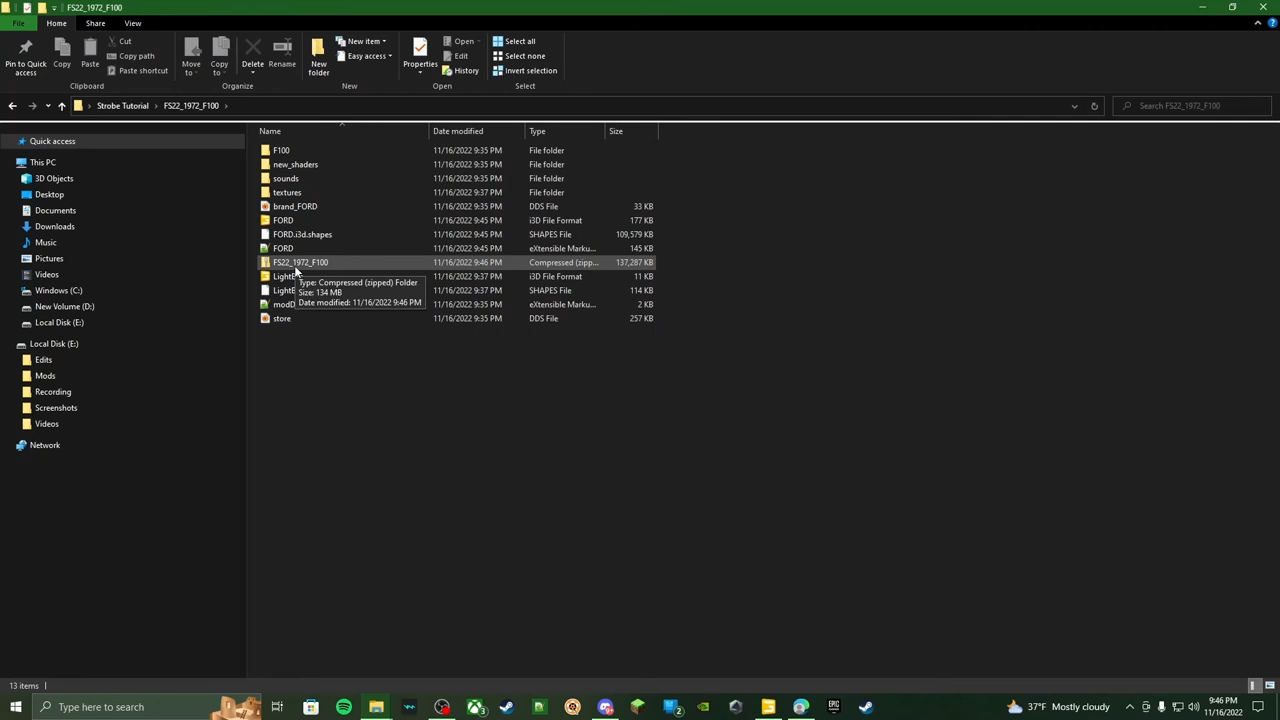 FS22_1972_F100
File Home Share View
Pin to Quick access
Copy
Paste
Cut
Copy path
Paste shortcut
Clipboard
Move to
Copy to
Delete
Rename
Organize
New folder
New item
Easy access
New
Properties
Open
Edit
History
Open
Select all
Select none
Invert selection
Select
Strobe Tutorial > FS22_1972_F100 >
Search FS22_1972_F100
Quick access
This PC
3D Objects
Desktop
Documents
Downloads
Music
Pictures
Videos
Windows (C:)
New Volume (D:)
Local Disk (E:)
Local Disk (E:)
Edits
Mods
Recording
Screenshots
Videos
Network
Name Date modified Type Size
F100 11/16/2022 9:35 PM File folder
new_shaders 11/16/2022 9:35 PM File folder
sounds 11/16/2022 9:35 PM File folder
textures 11/16/2022 9:37 PM File folder
brand_FORD 11/16/2022 9:35 PM DDS File 33 KB
FORD 11/16/2022 9:45 PM i3D File Format 177 KB
FORD.i3d.shapes 11/16/2022 9:45 PM SHAPES File 109,579 KB
FORD 11/16/2022 9:45 PM eXtensible Marku... 145 KB
FS22_1972_F100 11/16/2022 9:46 PM Compressed (zipp... 137,287 KB
LightB 11/16/2022 9:37 PM i3D File Format 11 KB
LightB 11/16/2022 9:37 PM SHAPES File 114 KB
modD 11/16/2022 9:35 PM eXtensible Marku... 2 KB
store 11/16/2022 9:35 PM DDS File 257 KB
Type: Compressed (zipped) Folder
Size: 134 MB
Date modified: 11/16/2022 9:46 PM
13 items
Type here to search
37°F Mostly cloudy
9:46 PM
11/16/2022